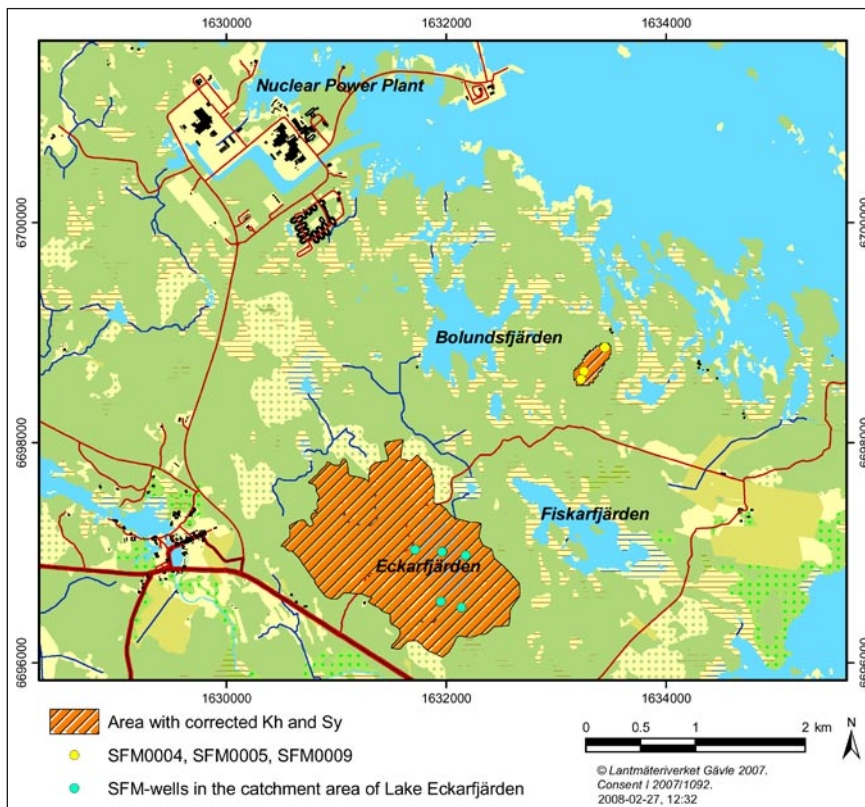 1630000 1632000 1634000
Nuclear Power Plant
6700000 6700000
Bolundsfjärden
6698000 6698000
Fiskarfjärden
Eckarfjärden
6696000 6696000
1630000 1632000 1634000
Area with corrected Kh and Sy
SFM0004, SFM0005, SFM0009
SFM-wells in the catchment area of Lake Eckarfjärden
0 0.5 1 2 km
N
© Lantmäteriverket Gävle 2007.
Consent I 2007/1092.
2008-02-27, 12:32